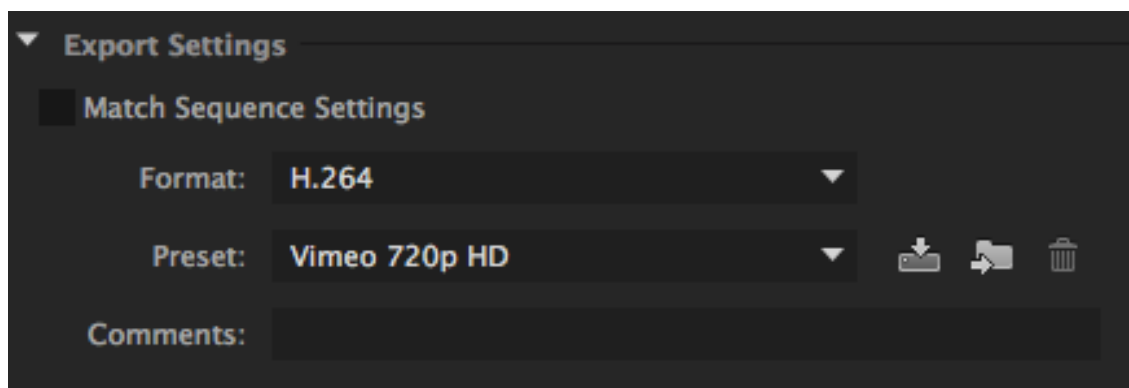 Export Settings
Match Sequence Settings
Format: H.264
Preset: Vimeo 720p HD
Comments: